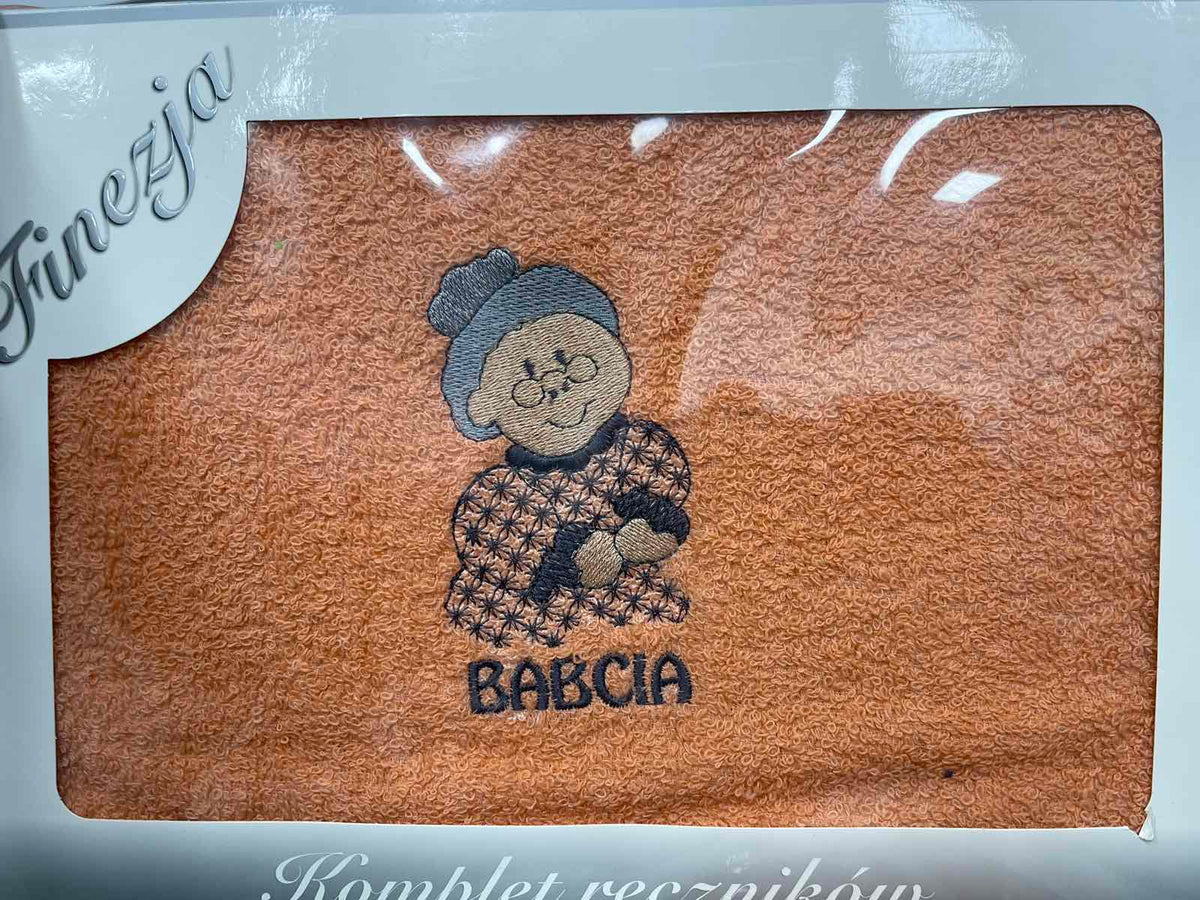 Finezja
BABCIA
Komplet ręczników